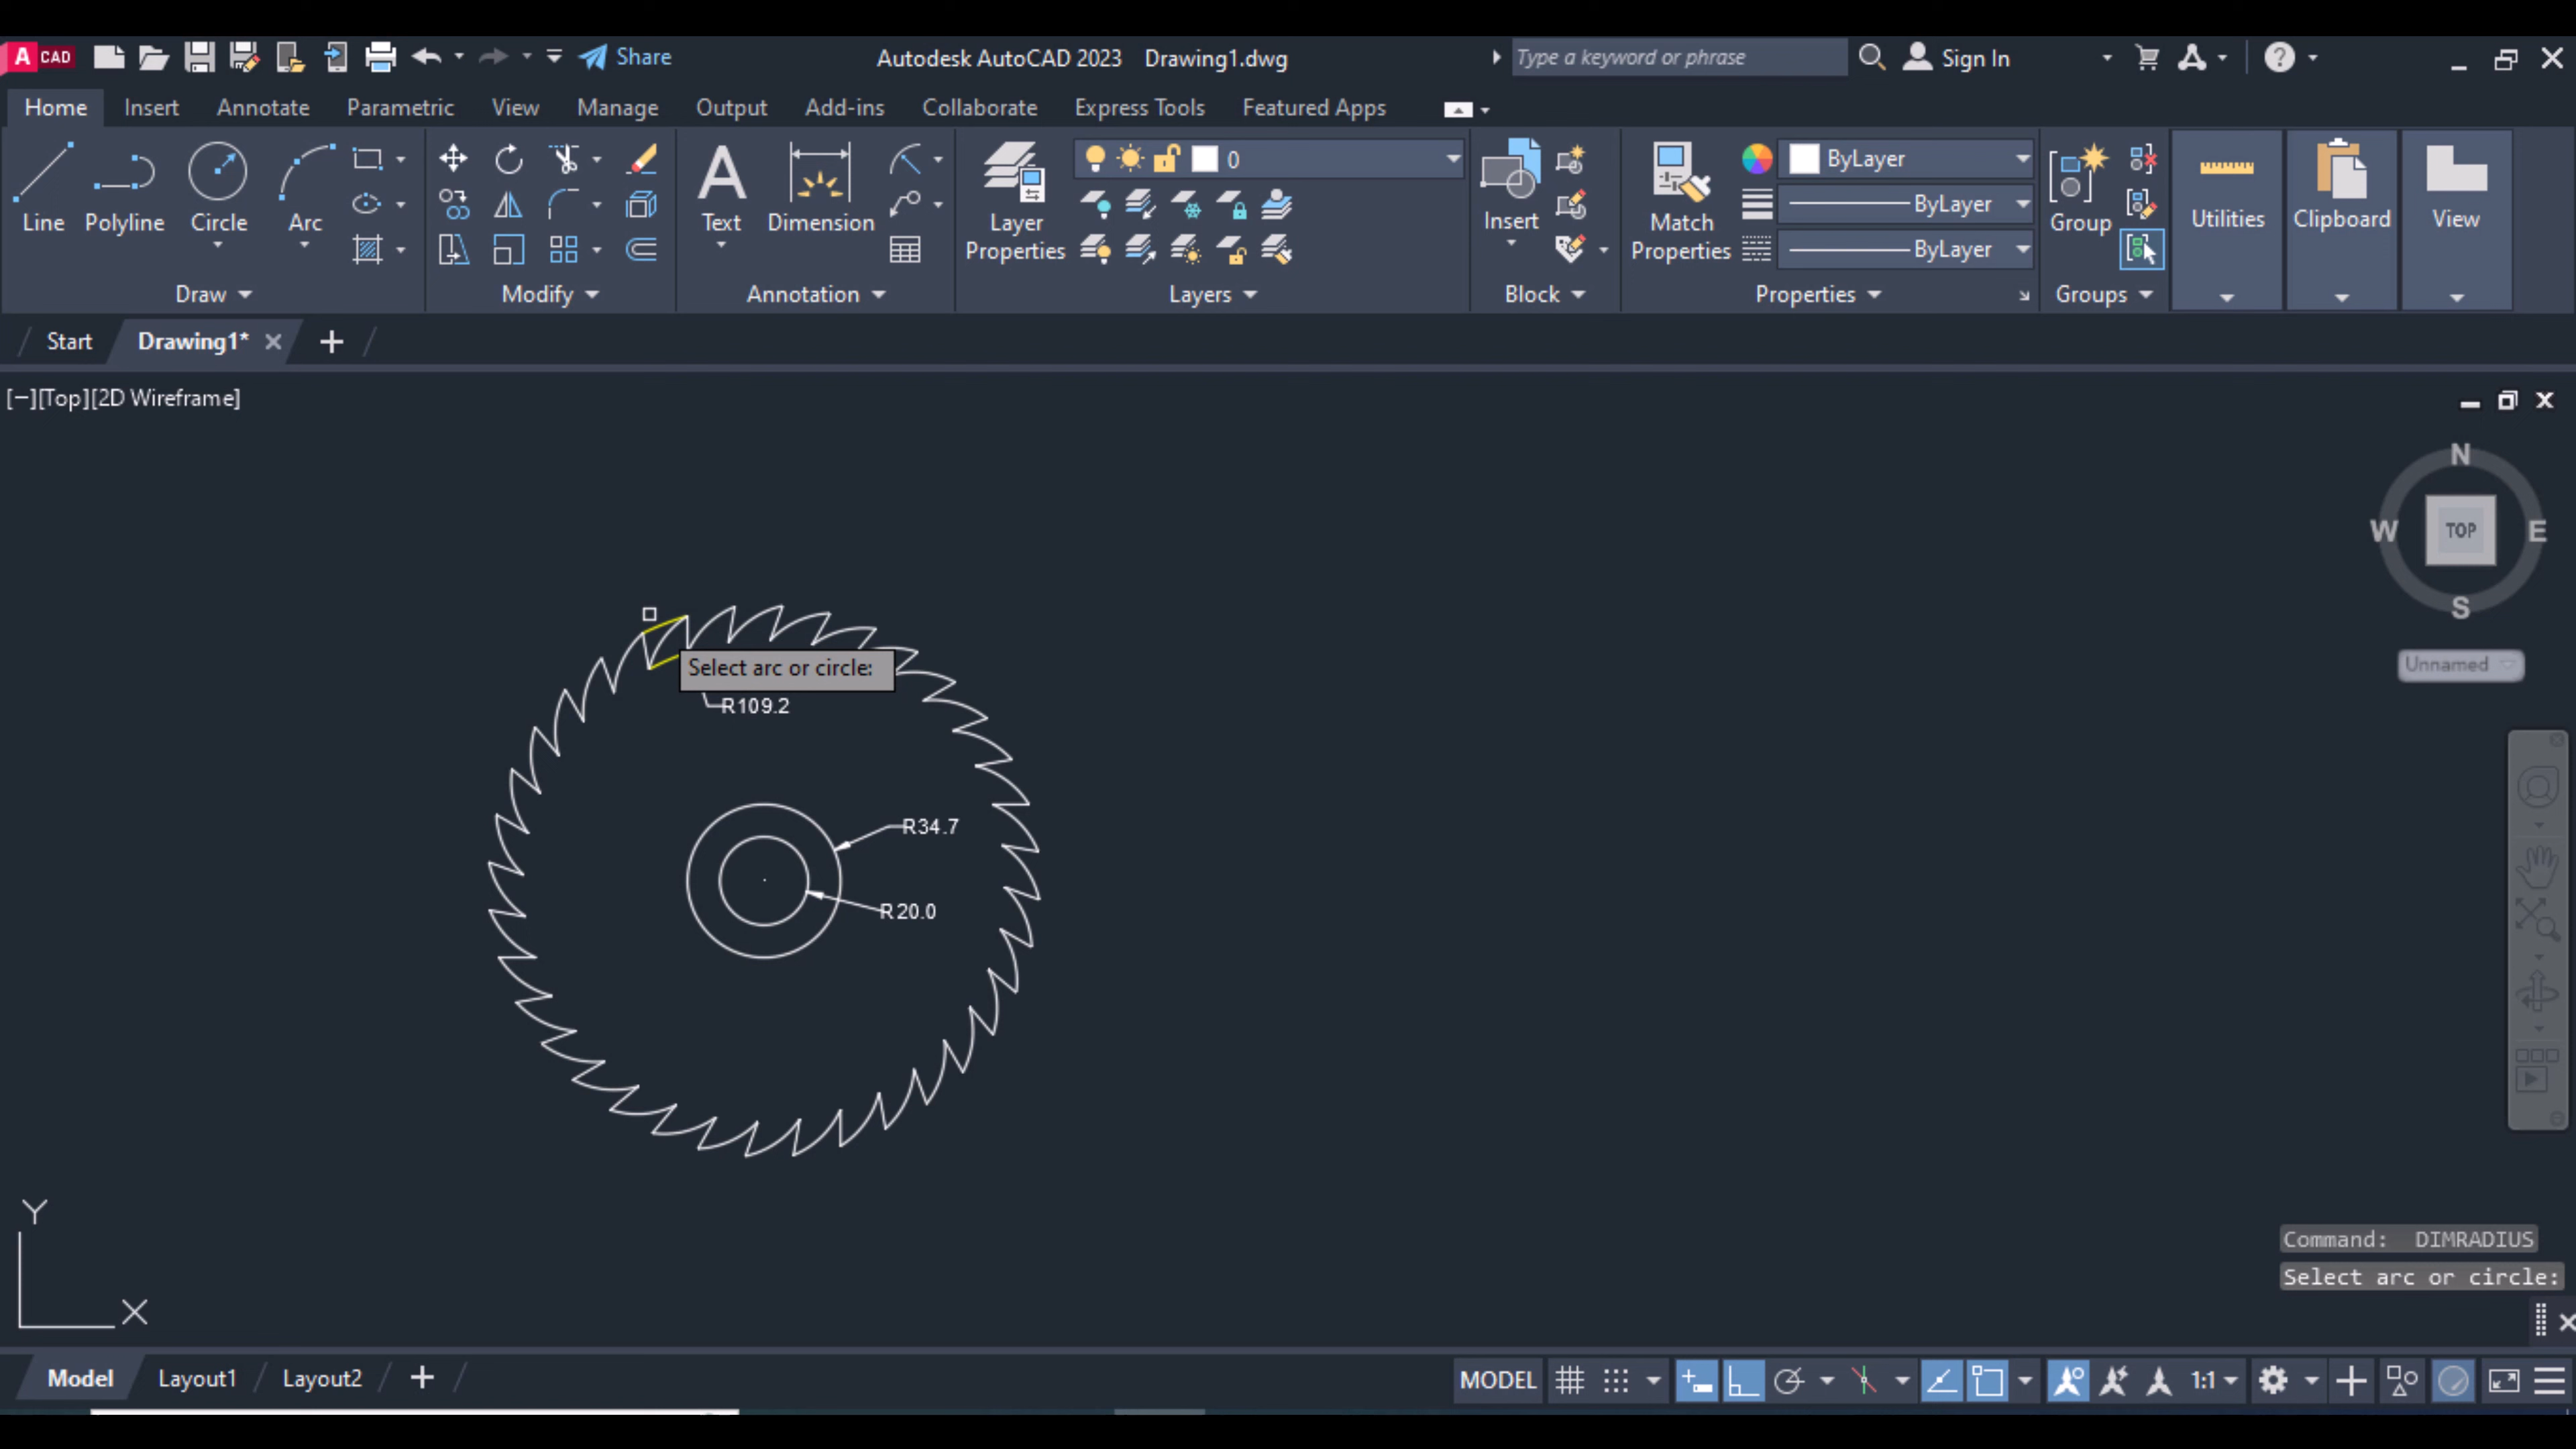 A CAD Share Autodesk AutoCAD 2023 Drawing1.dwg Type a keyword or phrase Sign In
Home Insert Annotate Parametric View Manage Output Add-ins Collaborate Express Tools Featured Apps
0 ByLayer
Line Polyline Circle Arc Text Dimension Layer Properties Insert Match Properties ByLayer Group Utilities Clipboard View
ByLayer
Draw Modify Annotation Layers Block Properties Groups
Start Drawing1*
[−][Top][2D Wireframe]
N
W TOP E
S
Unnamed
Select arc or circle:
R109.2
R34.7
R20.0
Y
X
Command: DIMRADIUS
Select arc or circle:
Model Layout1 Layout2 MODEL 1:1